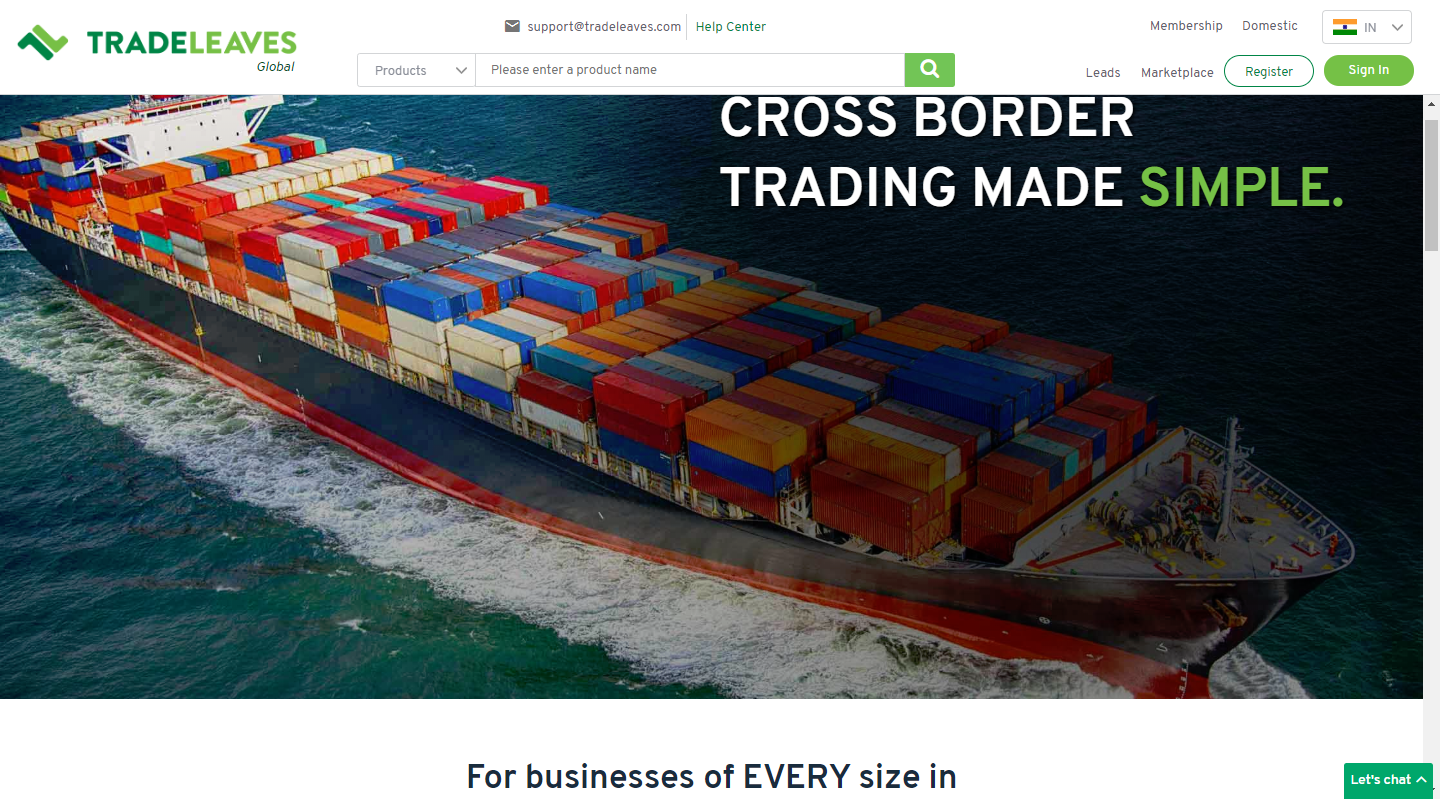 support@tradeleaves.com Help Center Membership Domestic IN
TRADELEAVES
Global
Products Please enter a product name
Leads Marketplace Register Sign In
CROSS BORDER
TRADING MADE SIMPLE.
For businesses of EVERY size in
Let's chat